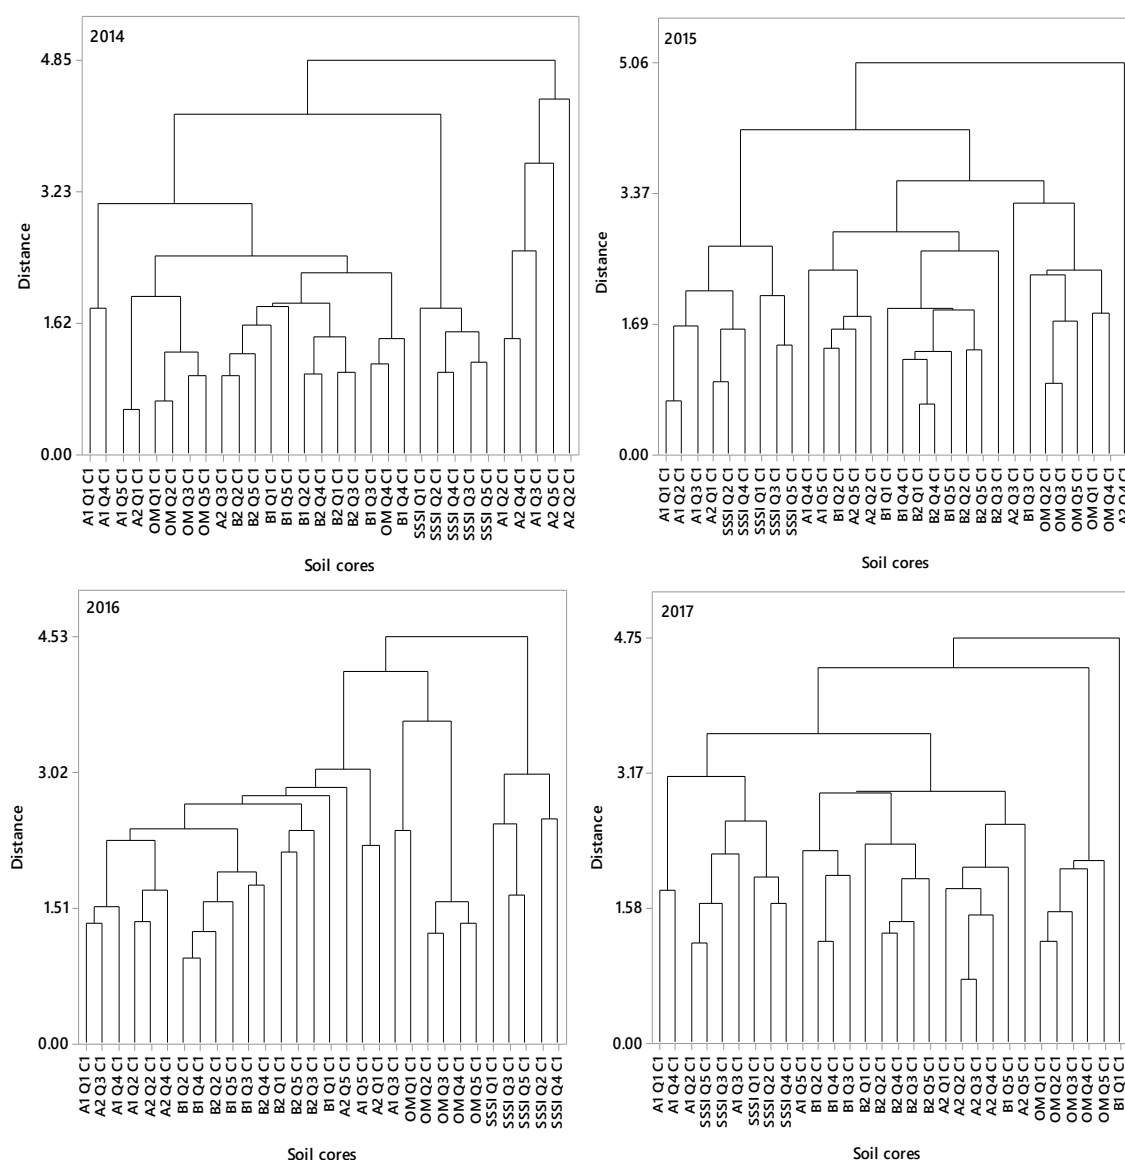 2014
4.85
3.23
1.62
0.00
Distance
A1 Q1 C1
A1 Q4 C1
A1 Q5 C1
A2 Q1 C1
OM Q1 C1
OM Q2 C1
OM Q3 C1
OM Q5 C1
A2 Q3 C1
B2 Q2 C1
B2 Q5 C1
B1 Q1 C1
B1 Q5 C1
B1 Q2 C1
B2 Q4 C1
B2 Q1 C1
B2 Q3 C1
B1 Q3 C1
OM Q4 C1
B1 Q4 C1
SSSI Q1 C1
SSSI Q2 C1
SSSI Q4 C1
SSSI Q3 C1
SSSI Q5 C1
A1 Q2 C1
A2 Q4 C1
A1 Q3 C1
A2 Q5 C1
A2 Q2 C1
Soil cores
2015
5.06
3.37
1.69
0.00
Distance
A1 Q1 C1
A1 Q2 C1
A1 Q3 C1
A2 Q1 C1
SSSI Q2 C1
SSSI Q4 C1
SSSI Q1 C1
SSSI Q3 C1
SSSI Q5 C1
A1 Q4 C1
A1 Q5 C1
B1 Q2 C1
A2 Q5 C1
A2 Q2 C1
B1 Q1 C1
B1 Q4 C1
B2 Q1 C1
B2 Q4 C1
B1 Q5 C1
B2 Q2 C1
B2 Q5 C1
B2 Q3 C1
A2 Q3 C1
B1 Q3 C1
OM Q2 C1
OM Q3 C1
OM Q5 C1
OM Q1 C1
OM Q4 C1
A2 Q4 C1
Soil cores
2016
4.53
3.02
1.51
0.00
Distance
A1 Q1 C1
A2 Q3 C1
A1 Q4 C1
A1 Q2 C1
A2 Q2 C1
A2 Q4 C1
B1 Q2 C1
B1 Q4 C1
B2 Q2 C1
B1 Q5 C1
B2 Q5 C1
B2 Q4 C1
B2 Q1 C1
B1 Q3 C1
B2 Q3 C1
B1 Q1 C1
A2 Q5 C1
A1 Q5 C1
A2 Q1 C1
A1 Q3 C1
OM Q1 C1
OM Q2 C1
OM Q4 C1
OM Q3 C1
OM Q5 C1
SSSI Q1 C1
SSSI Q3 C1
SSSI Q5 C1
SSSI Q2 C1
SSSI Q4 C1
Soil cores
2017
4.75
3.17
1.58
0.00
Distance
A1 Q1 C1
A1 Q4 C1
A1 Q2 C1
SSSI Q5 C1
SSSI Q3 C1
A1 Q3 C1
SSSI Q1 C1
SSSI Q2 C1
SSSI Q4 C1
A1 Q5 C1
B1 Q2 C1
B1 Q4 C1
B1 Q3 C1
B2 Q1 C1
B2 Q2 C1
B2 Q4 C1
B2 Q3 C1
B2 Q5 C1
A2 Q1 C1
A2 Q2 C1
A2 Q3 C1
A2 Q4 C1
B1 Q5 C1
A2 Q5 C1
OM Q1 C1
OM Q2 C1
OM Q3 C1
OM Q4 C1
OM Q5 C1
B1 Q1 C1
Soil cores